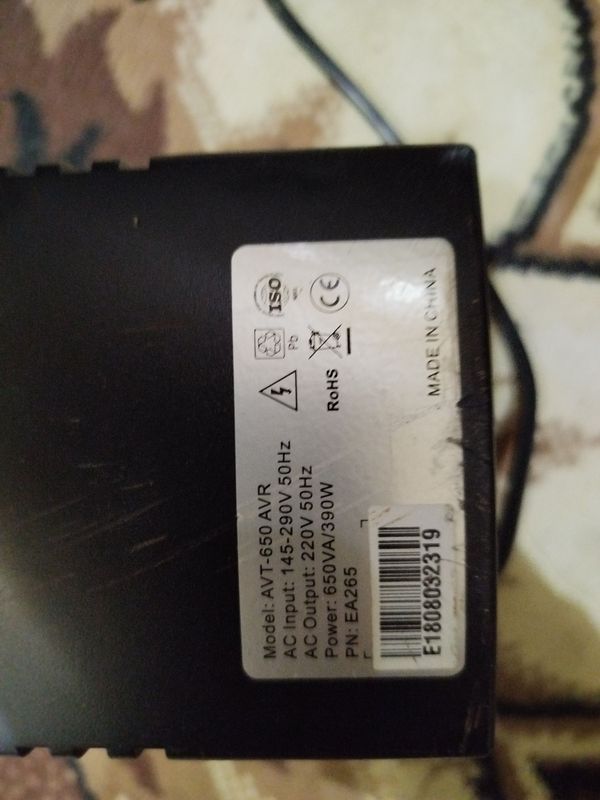 Model: AVT-650 AVR
AC Input: 145-290V 50Hz
AC Output: 220V 50Hz
Power: 650VA/390W
PN: EA265
E1808032319
Pb
ISO
RoHS
CE
MADE IN CHINA